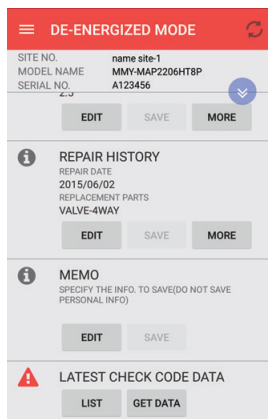 DE-ENERGIZED MODE
SITE NO. name site-1
MODEL NAME MMY-MAP2206HT8P
SERIAL NO. A123456
2.5
EDIT SAVE MORE
REPAIR HISTORY
REPAIR DATE
2015/06/02
REPLACEMENT PARTS
VALVE-4WAY
EDIT SAVE MORE
MEMO
SPECIFY THE INFO. TO SAVE(DO NOT SAVE
PERSONAL INFO)
EDIT SAVE
LATEST CHECK CODE DATA
LIST GET DATA